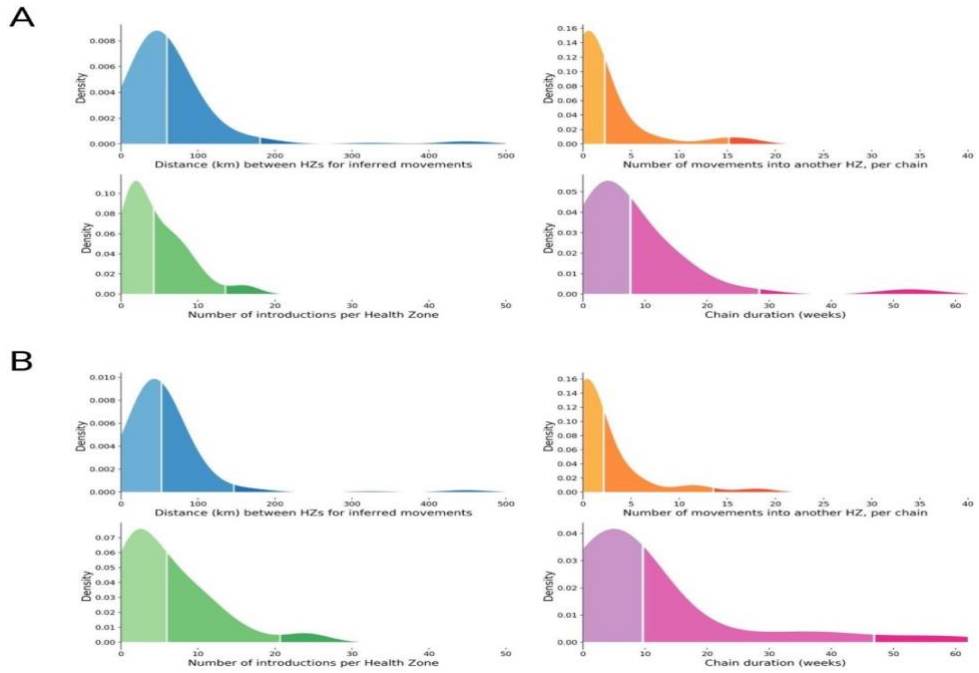 A
0.008
0.006
0.004
0.002
0.000
Density
0 100 200 300 400 500
Distance (km) between HZs for inferred movements
0.16
0.14
0.12
0.10
0.08
0.06
0.04
0.02
0.00
Density
0 5 10 15 20 25 30 35 40
Number of movements into another HZ, per chain
0.10
0.08
0.06
0.04
0.02
0.00
Density
0 10 20 30 40 50
Number of introductions per Health Zone
0.05
0.04
0.03
0.02
0.01
0.00
Density
0 10 20 30 40 50 60
Chain duration (weeks)
B
0.010
0.008
0.006
0.004
0.002
0.000
Density
0 100 200 300 400 500
Distance (km) between HZs for inferred movements
0.16
0.14
0.12
0.10
0.08
0.06
0.04
0.02
0.00
Density
0 5 10 15 20 25 30 35 40
Number of movements into another HZ, per chain
0.07
0.06
0.05
0.04
0.03
0.02
0.01
0.00
Density
0 10 20 30 40 50
Number of introductions per Health Zone
0.04
0.03
0.02
0.01
0.00
Density
0 10 20 30 40 50 60
Chain duration (weeks)